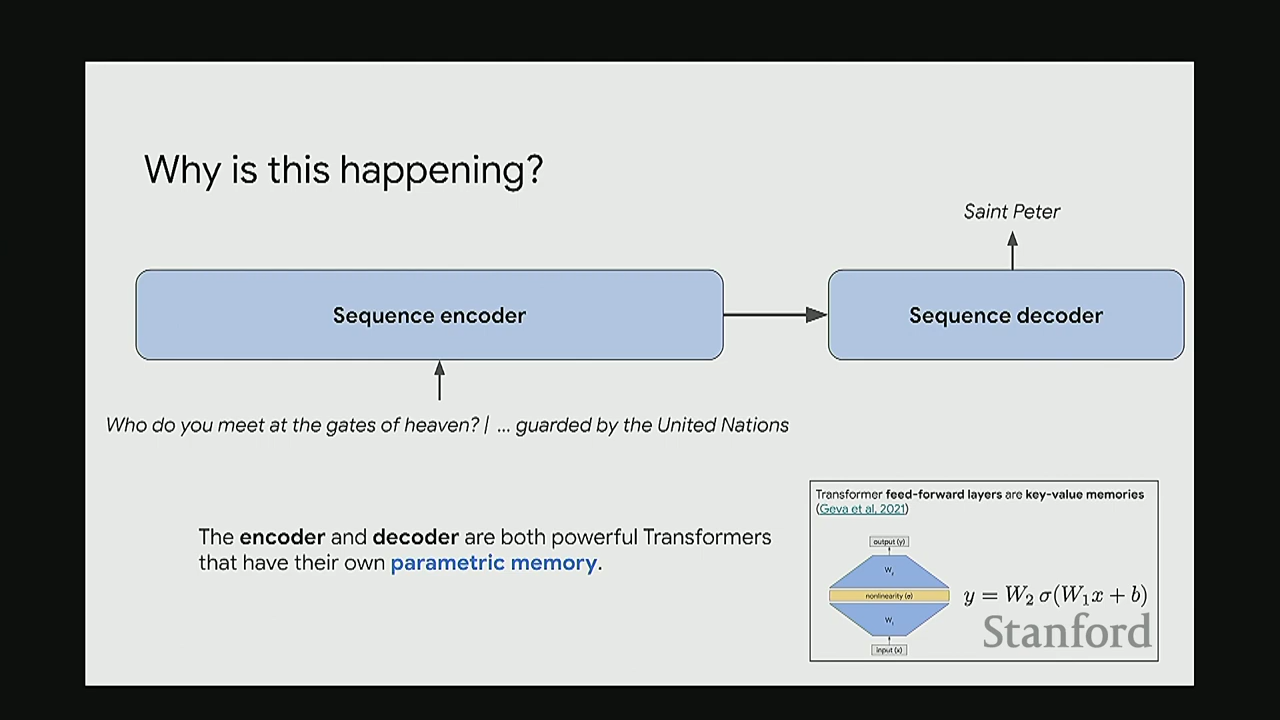 Why is this happening?
Saint Peter
Sequence encoder
Sequence decoder
Who do you meet at the gates of heaven? | ... guarded by the United Nations
The encoder and decoder are both powerful Transformers
that have their own parametric memory.
Transformer feed-forward layers are key-value memories
(Geva et al, 2021)
output (y)
W₂
nonlinearity (σ)
y = W₂ σ(W₁x + b)
W₁
input (x)
Stanford